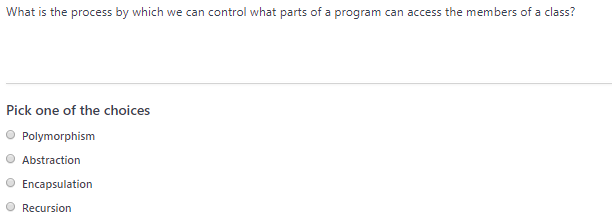 What is the process by which we can control what parts of a program can access the members of a class?
Pick one of the choices
Polymorphism
Abstraction
Encapsulation
Recursion